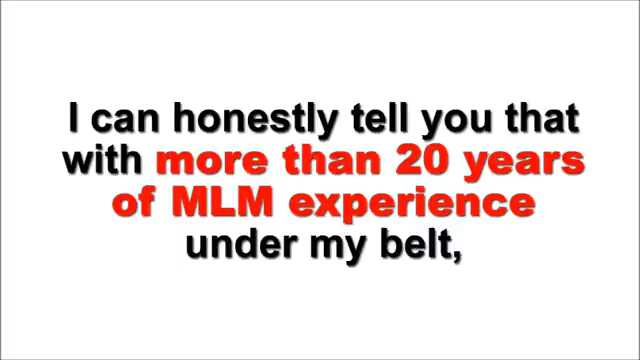 I can honestly tell you that
with more than 20 years
of MLM experience
under my belt,